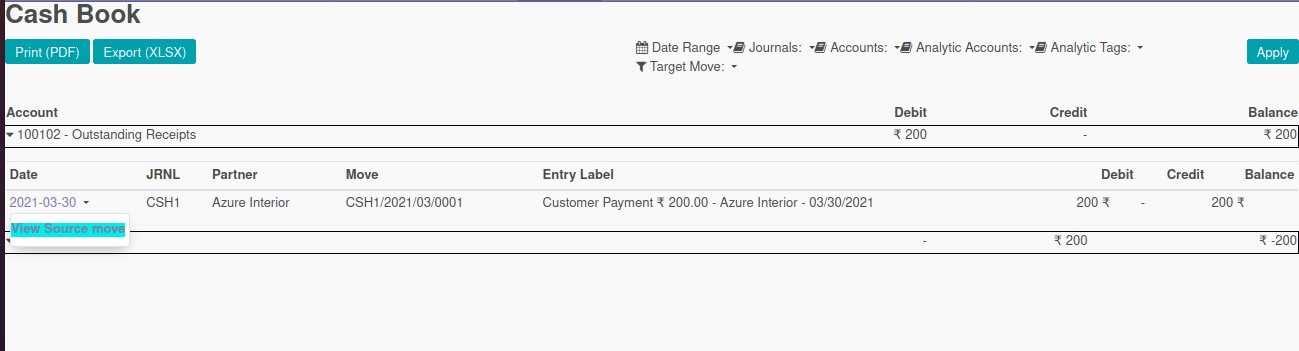 Cash Book
Print (PDF) Export (XLSX)
Date Range Journals: Accounts: Analytic Accounts: Analytic Tags:
Target Move:
Apply
Account Debit Credit Balance
100102 - Outstanding Receipts ₹ 200 - ₹ 200
Date JRNL Partner Move Entry Label Debit Credit Balance
2021-03-30 CSH1 Azure Interior CSH1/2021/03/0001 Customer Payment ₹ 200.00 - Azure Interior - 03/30/2021 200 ₹ - 200 ₹
View Source move
- ₹ 200 ₹ -200